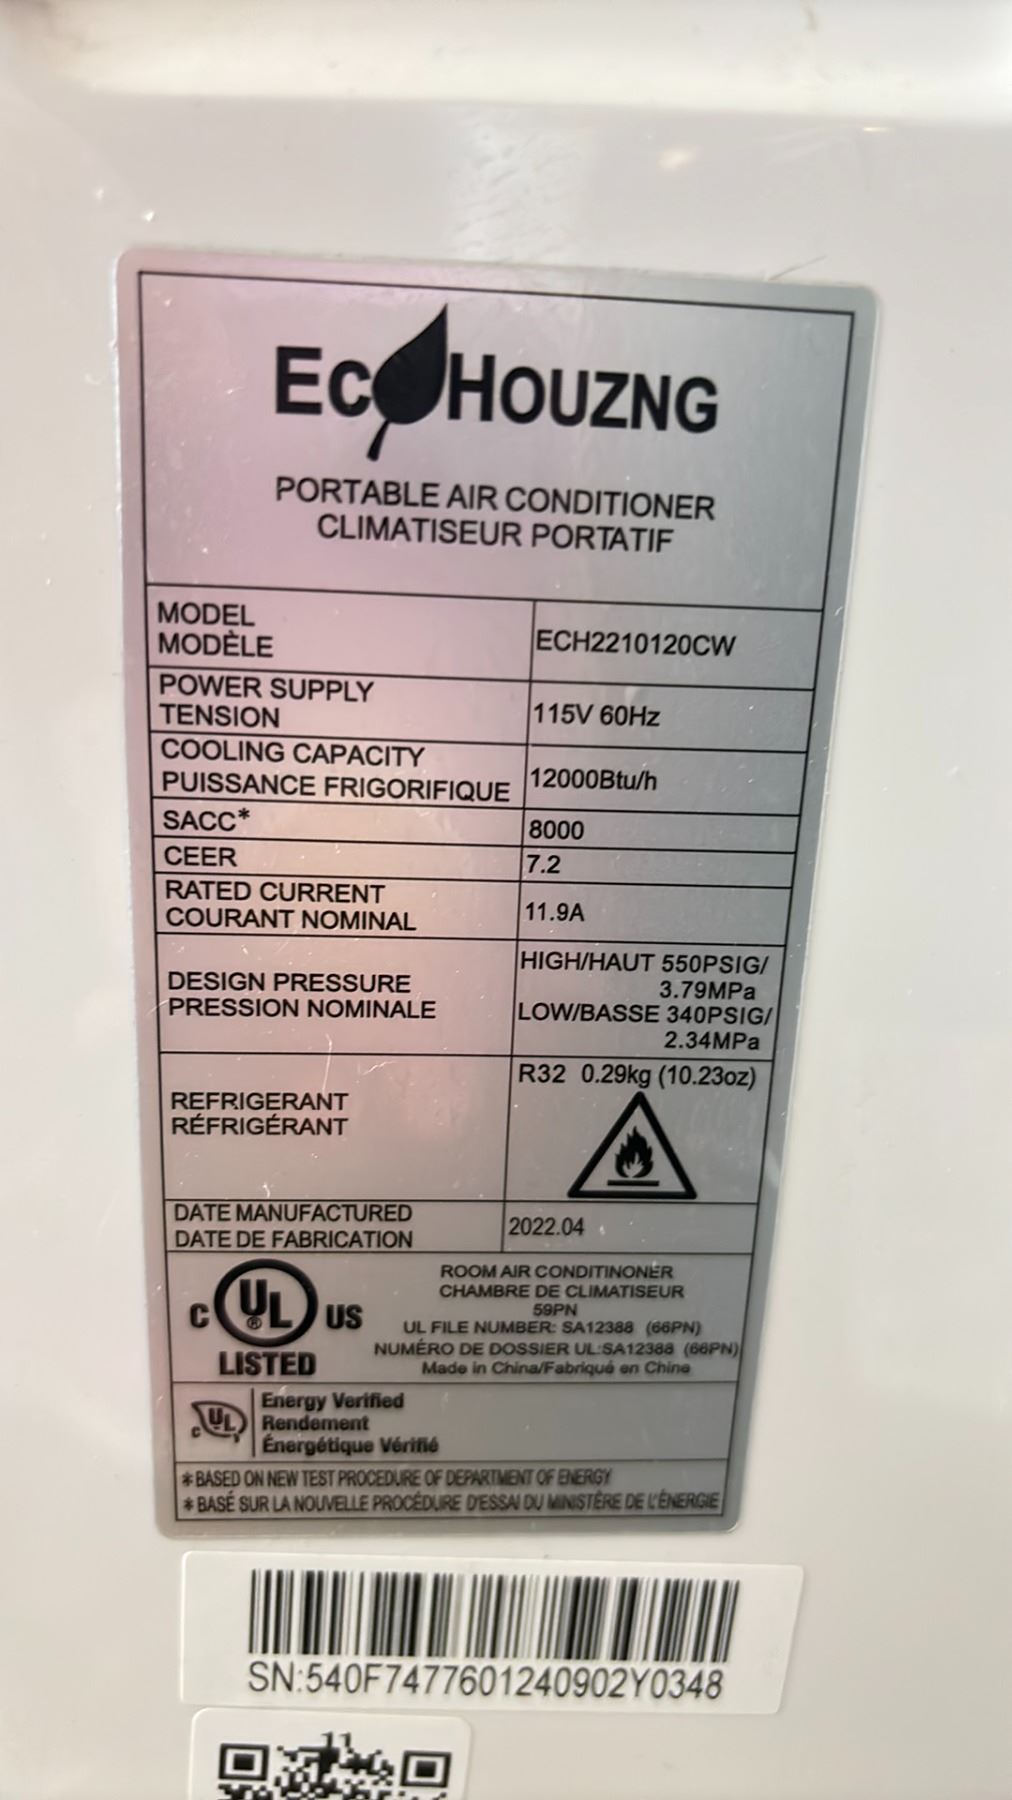 EcoHouzng
PORTABLE AIR CONDITIONER
CLIMATISEUR PORTATIF
MODEL
MODÈLE
ECH2210120CW
POWER SUPPLY
TENSION
115V 60Hz
COOLING CAPACITY
PUISSANCE FRIGORIFIQUE
12000Btu/h
SACC*
8000
CEER
7.2
RATED CURRENT
COURANT NOMINAL
11.9A
DESIGN PRESSURE
PRESSION NOMINALE
HIGH/HAUT 550PSIG/
3.79MPa
LOW/BASSE 340PSIG/
2.34MPa
REFRIGERANT
RÉFRIGÉRANT
R32 0.29kg (10.23oz)
DATE MANUFACTURED
DATE DE FABRICATION
2022.04
C UL ® US
LISTED
ROOM AIR CONDITINONER
CHAMBRE DE CLIMATISEUR
59PN
UL FILE NUMBER: SA12388 (66PN)
NUMÉRO DE DOSSIER UL:SA12388 (66PN)
Made in China/Fabriqué en Chine
c UL
Energy Verified
Rendement
Énergétique Vérifié
*BASED ON NEW TEST PROCEDURE OF DEPARTMENT OF ENERGY
*BASÉ SUR LA NOUVELLE PROCÉDURE D'ESSAI DU MINISTÈRE DE L'ÉNERGIE
SN:540F7477601240902Y0348